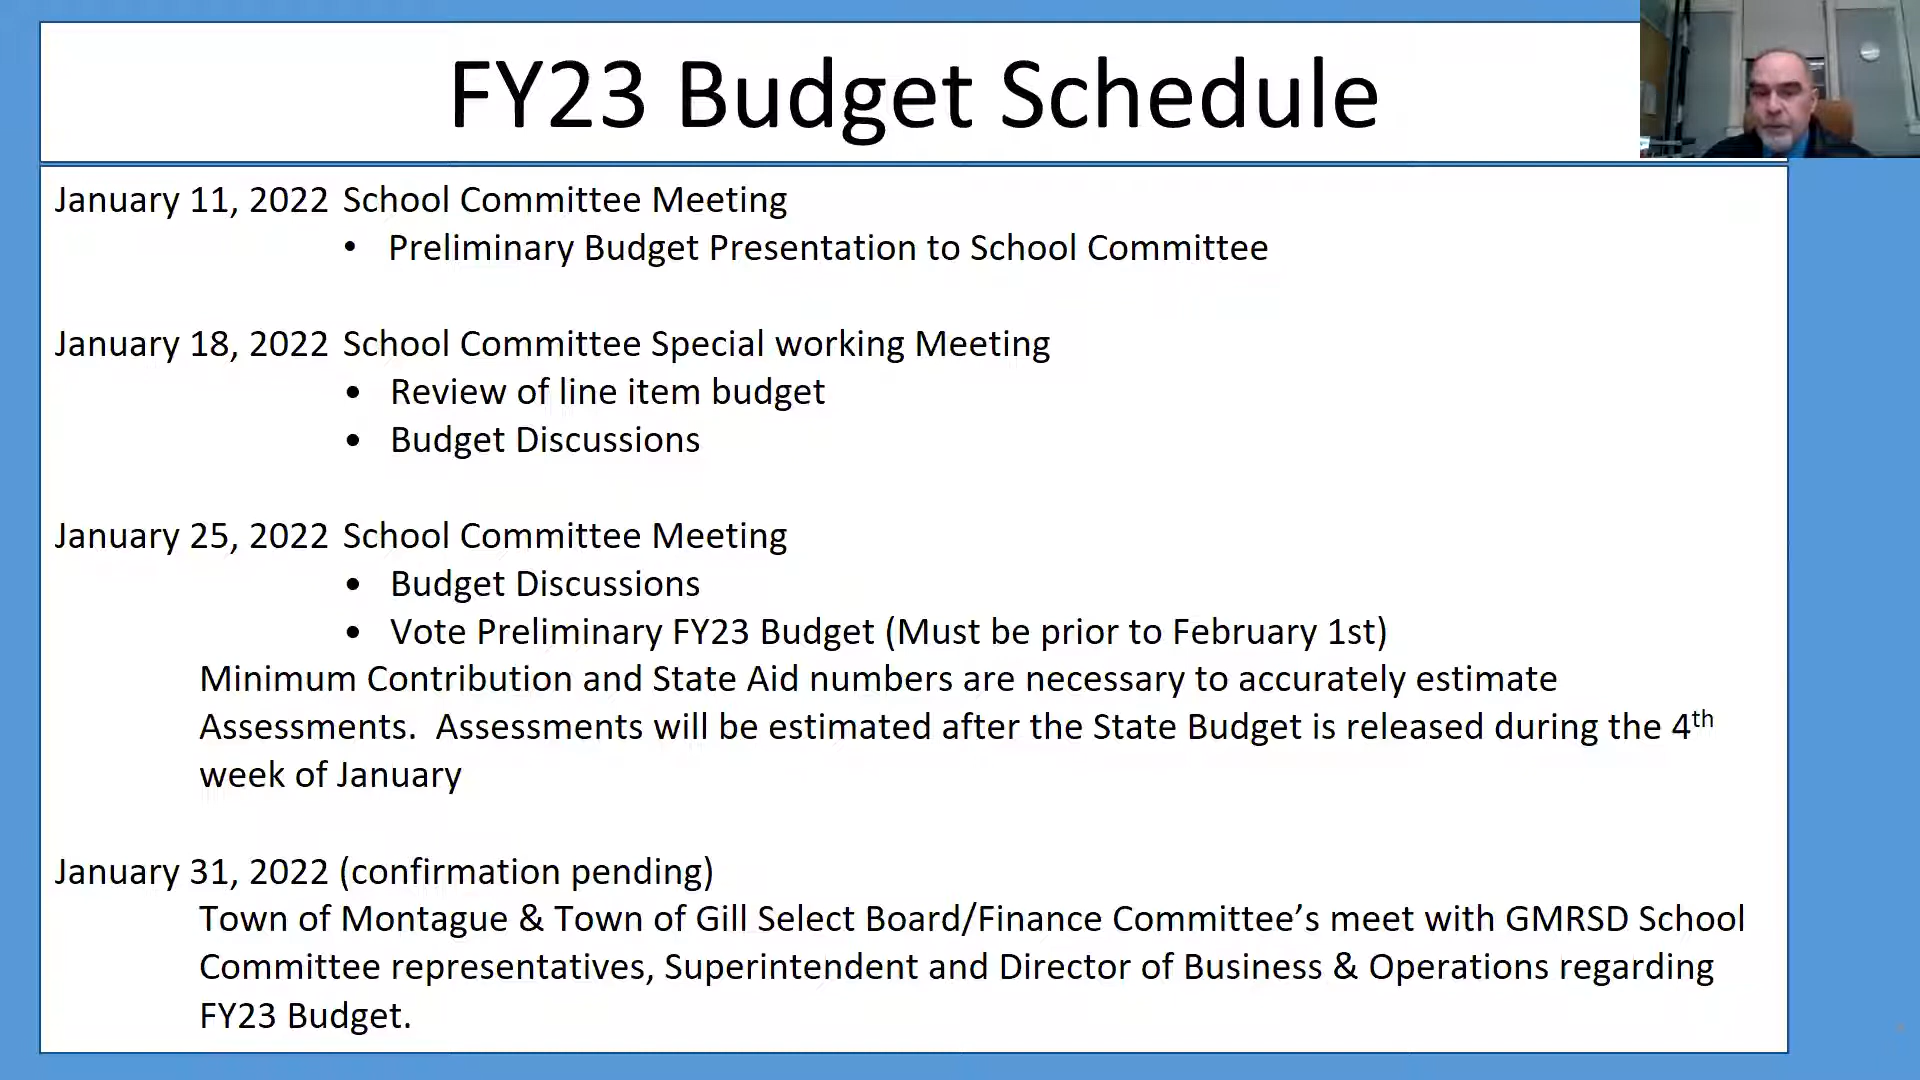 FY23 Budget Schedule
January 11, 2022 School Committee Meeting
• Preliminary Budget Presentation to School Committee
January 18, 2022 School Committee Special working Meeting
• Review of line item budget
• Budget Discussions
January 25, 2022 School Committee Meeting
• Budget Discussions
• Vote Preliminary FY23 Budget (Must be prior to February 1st)
Minimum Contribution and State Aid numbers are necessary to accurately estimate
Assessments. Assessments will be estimated after the State Budget is released during the 4th
week of January
January 31, 2022 (confirmation pending)
Town of Montague & Town of Gill Select Board/Finance Committee’s meet with GMRSD School
Committee representatives, Superintendent and Director of Business & Operations regarding
FY23 Budget.